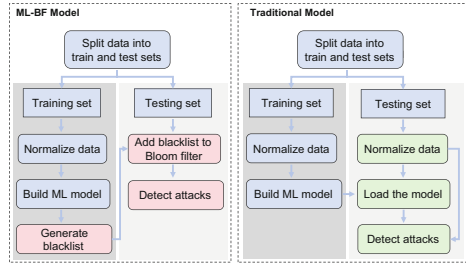 ML-BF Model
Split data into
train and test sets
Training set
Testing set
Normalize data
Add blacklist to
Bloom filter
Build ML model
Detect attacks
Generate
blacklist
Traditional Model
Split data into
train and test sets
Training set
Testing set
Normalize data
Normalize data
Build ML model
Load the model
Detect attacks